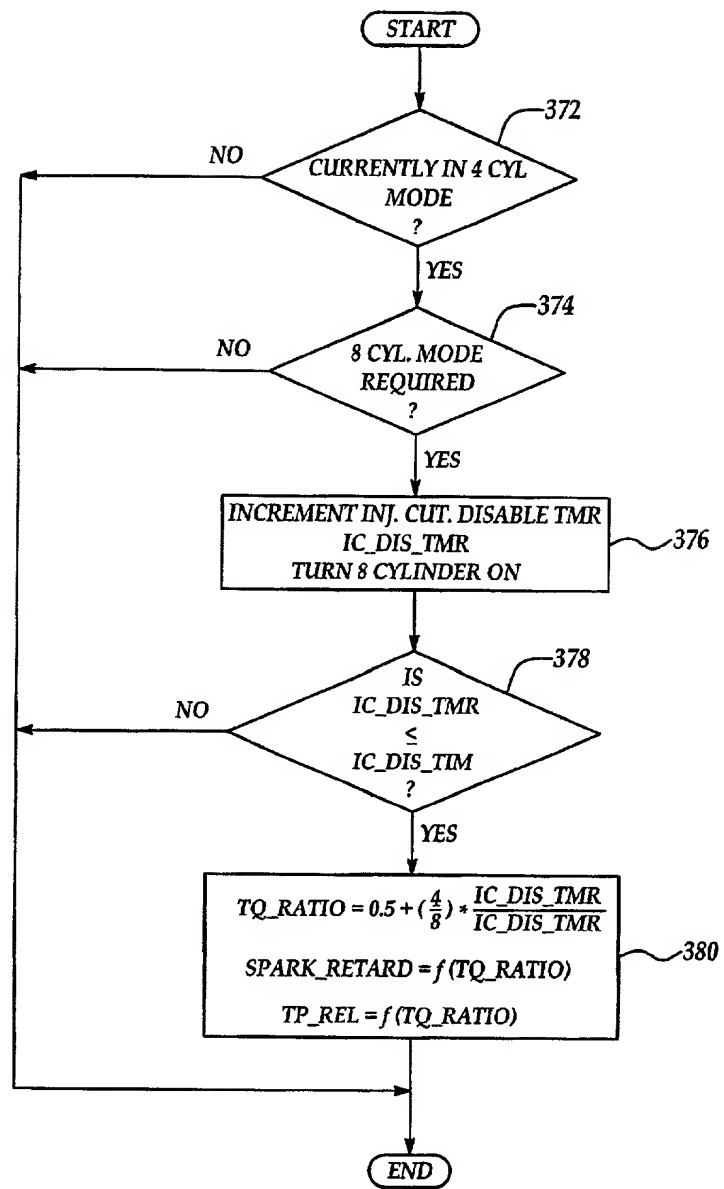 START
372
CURRENTLY IN 4 CYL
MODE
?
NO
YES
374
8 CYL. MODE
REQUIRED
?
NO
YES
INCREMENT INJ. CUT. DISABLE TMR
IC_DIS_TMR
TURN 8 CYLINDER ON
376
378
IS
IC_DIS_TMR
≤
IC_DIS_TIM
?
NO
YES
TQ_RATIO = 0.5 + (4/8) * IC_DIS_TMR/IC_DIS_TMR
SPARK_RETARD = f (TQ_RATIO)
TP_REL = f (TQ_RATIO)
380
END